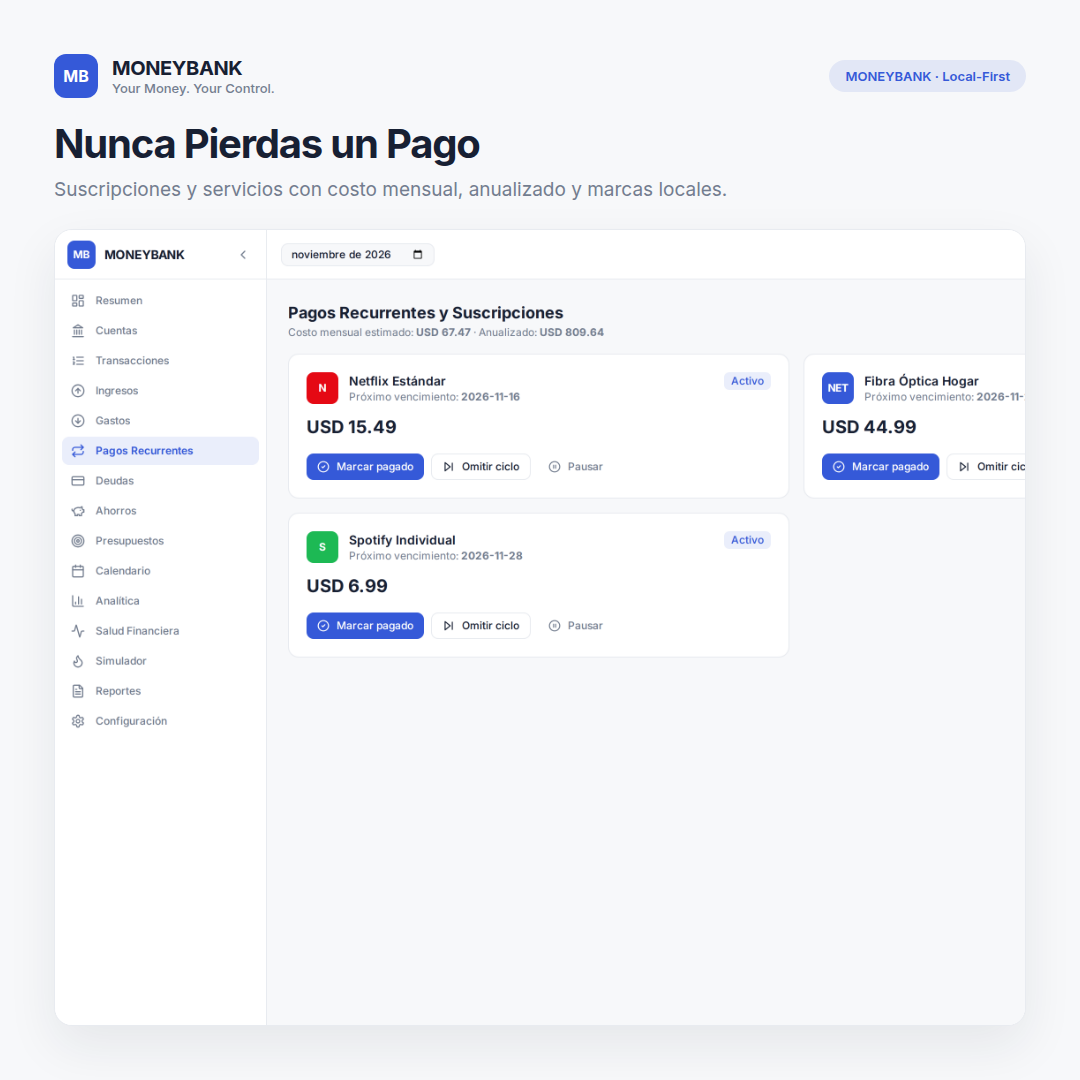 MB
MONEYBANK
Your Money. Your Control.
MONEYBANK · Local-First
Nunca Pierdas un Pago
Suscripciones y servicios con costo mensual, anualizado y marcas locales.
MB MONEYBANK
noviembre de 2026
Resumen
Cuentas
Transacciones
Ingresos
Gastos
Pagos Recurrentes
Deudas
Ahorros
Presupuestos
Calendario
Analítica
Salud Financiera
Simulador
Reportes
Configuración
Pagos Recurrentes y Suscripciones
Costo mensual estimado: USD 67.47 · Anualizado: USD 809.64
N
Netflix Estándar
Activo
Próximo vencimiento: 2026-11-16
USD 15.49
Marcar pagado Omitir ciclo Pausar
NET
Fibra Óptica Hogar
Próximo vencimiento: 2026-11-
USD 44.99
Marcar pagado Omitir cic
S
Spotify Individual
Activo
Próximo vencimiento: 2026-11-28
USD 6.99
Marcar pagado Omitir ciclo Pausar